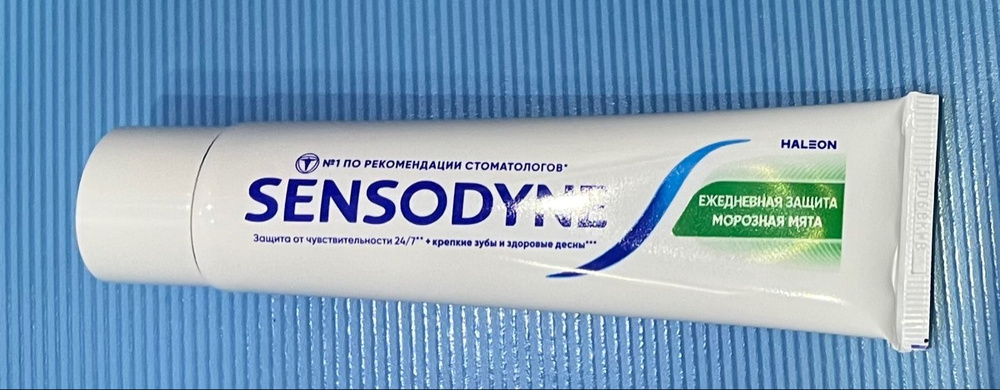 №1 ПО РЕКОМЕНДАЦИИ СТОМАТОЛОГОВ*
SENSODYNE
Защита от чувствительности 24/7** + крепкие зубы и здоровые десны***
HALEON
ЕЖЕДНЕВНАЯ ЗАЩИТА
МОРОЗНАЯ МЯТА